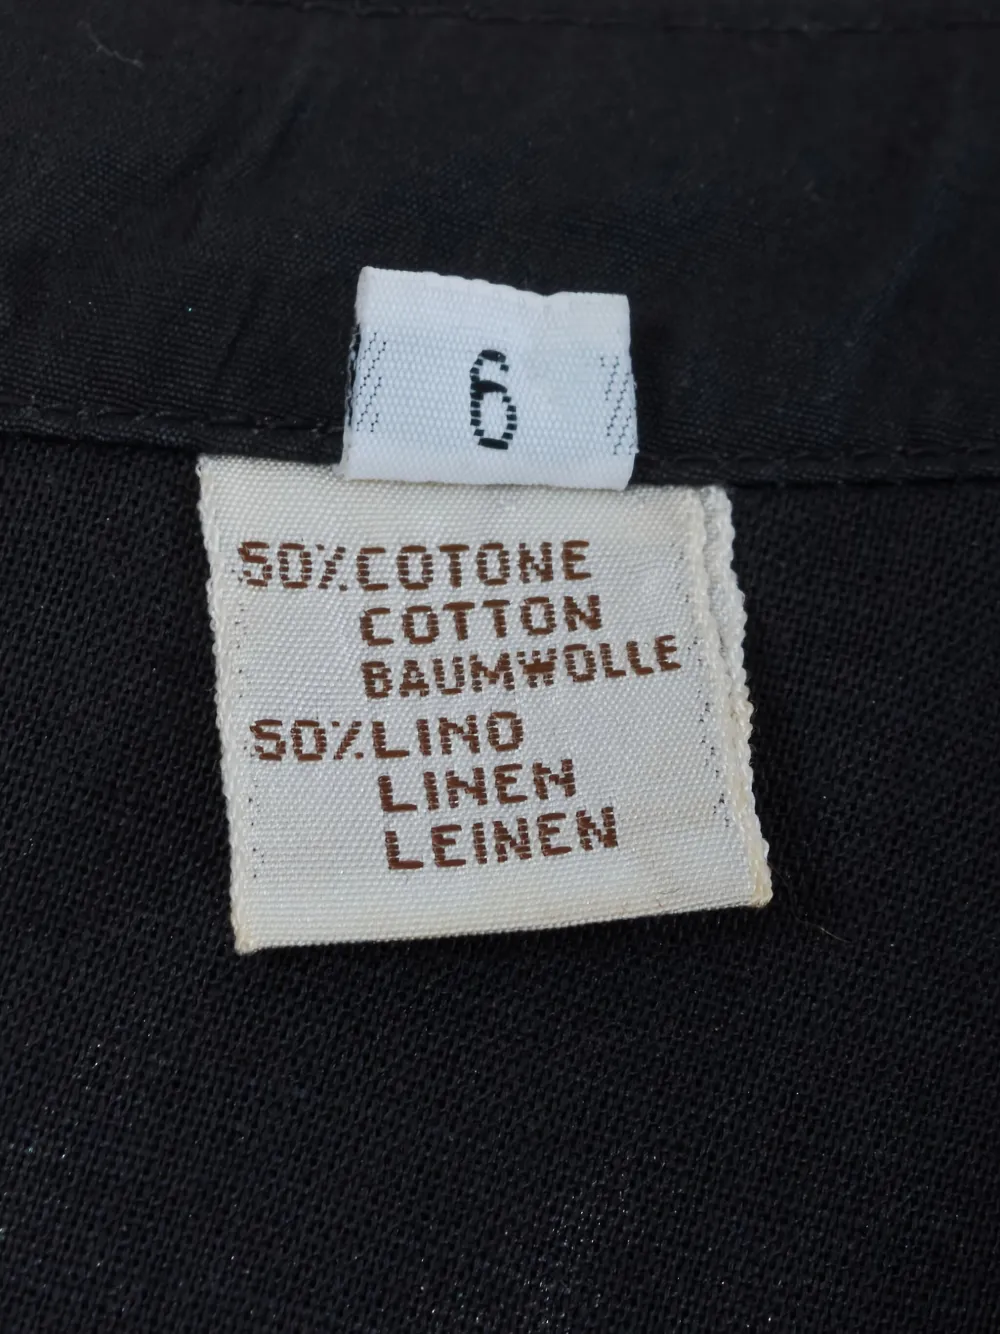 6
50%COTONE
COTTON
BAUMWOLLE
50%LINO
LINEN
LEINEN